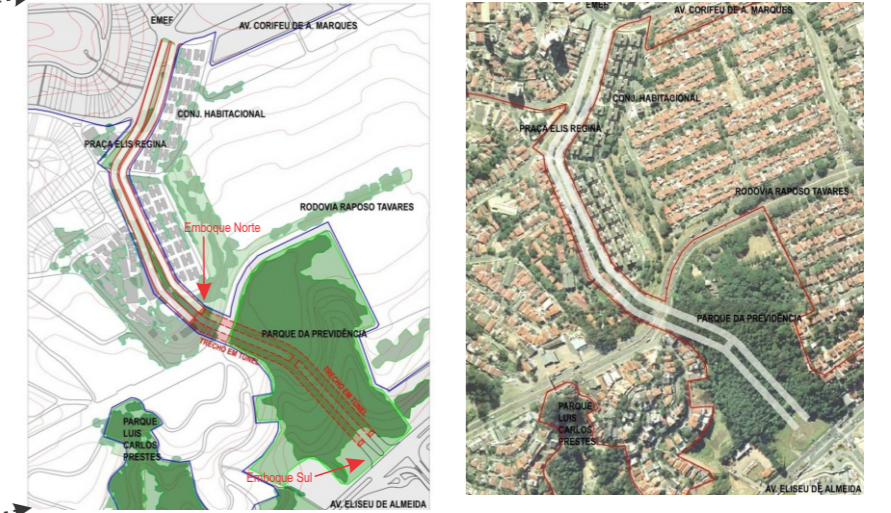 EMEF
AV. CORIFEU DE A. MARQUES
CONJ. HABITACIONAL
PRAÇA ELIS REGINA
RODOVIA RAPOSO TAVARES
Emboque Norte
PARQUE DA PREVIDÊNCIA
TRECHO EM TÚNEL
TRECHO EM TÚNEL
PARQUE
LUIS
CARLOS
PRESTES
Emboque Sul
AV. ELISEU DE ALMEIDA
EMEF
AV. CORIFEU DE A. MARQUES
CONJ. HABITACIONAL
PRAÇA ELIS REGINA
RODOVIA RAPOSO TAVARES
PARQUE DA PREVIDÊNCIA
PARQUE
LUIS
CARLOS
PRESTES
AV. ELISEU DE ALMEIDA